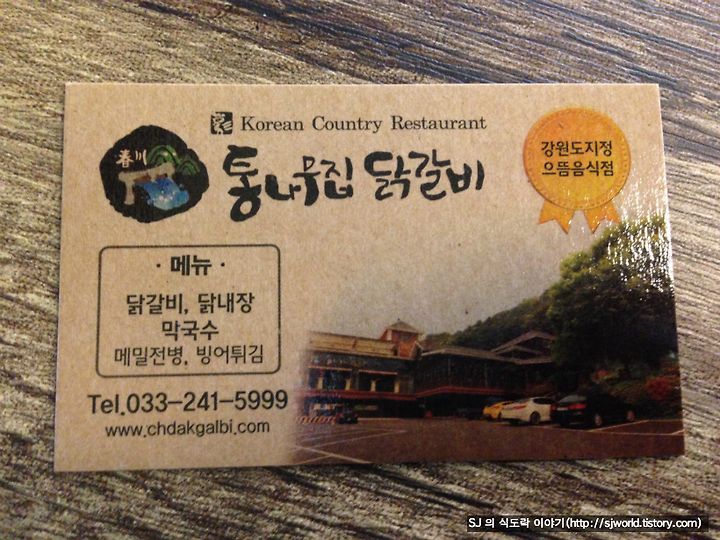 Korean Country Restaurant
春川
통나무집 닭갈비
강원도지정
으뜸음식점
· 메뉴 ·
닭갈비, 닭내장
막국수
메밀전병, 빙어튀김
Tel.033-241-5999
www.chdakgalbi.com
SJ 의 식도락 이야기(http://sjworld.tistory.com)